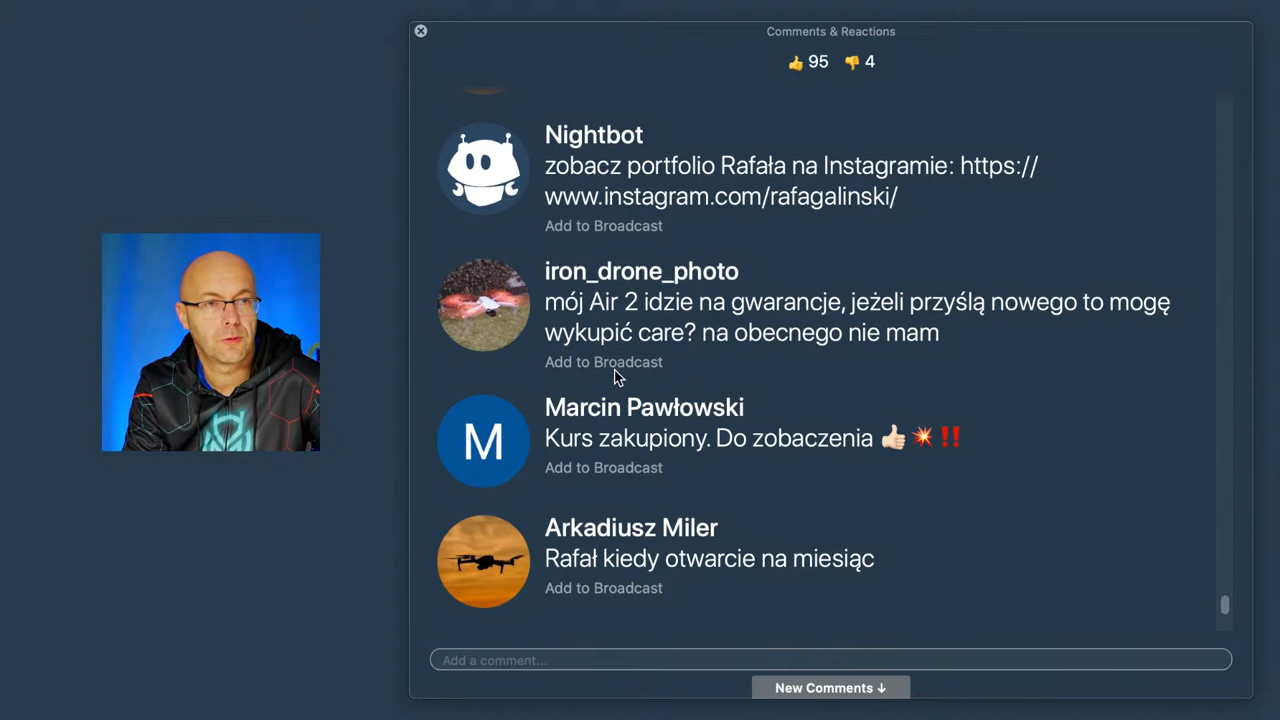 Comments & Reactions
👍 95 👎 4
Nightbot
zobacz portfolio Rafała na Instagramie: https://
www.instagram.com/rafagalinski/
Add to Broadcast
iron_drone_photo
mój Air 2 idzie na gwarancje, jeżeli przyślą nowego to mogę
wykupić care? na obecnego nie mam
Add to Broadcast
M
Marcin Pawłowski
Kurs zakupiony. Do zobaczenia 👍🏻💥‼️
Add to Broadcast
Arkadiusz Miler
Rafał kiedy otwarcie na miesiąc
Add to Broadcast
Add a comment...
New Comments ↓